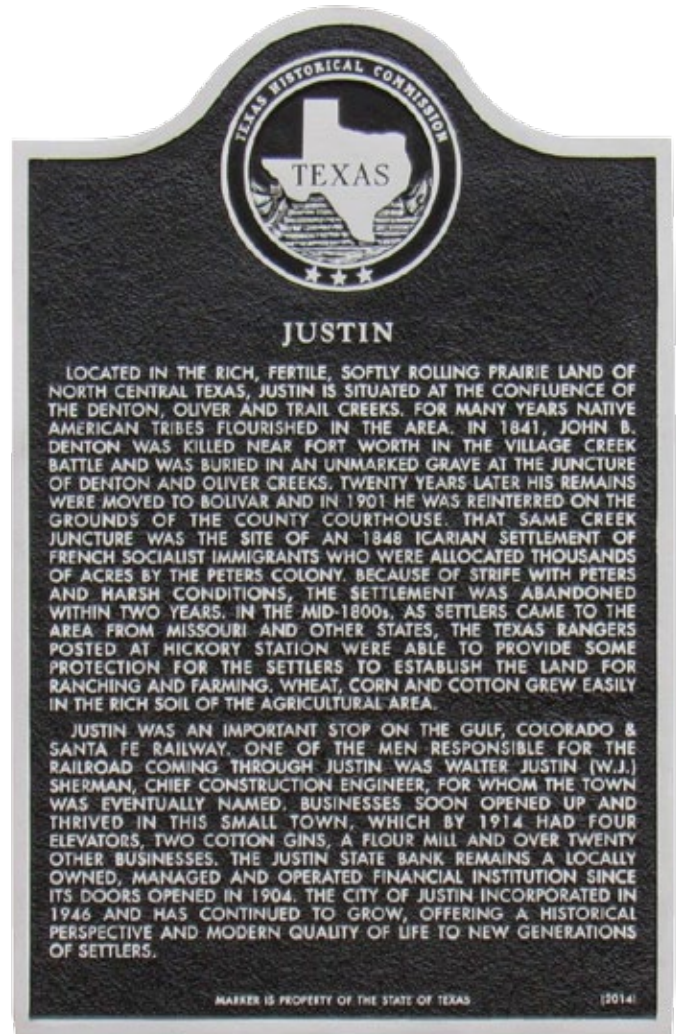 TEXAS HISTORICAL COMMISSION
TEXAS
JUSTIN
LOCATED IN THE RICH, FERTILE, SOFTLY ROLLING PRAIRIE LAND OF
NORTH CENTRAL TEXAS, JUSTIN IS SITUATED AT THE CONFLUENCE OF
THE DENTON, OLIVER AND TRAIL CREEKS. FOR MANY YEARS NATIVE
AMERICAN TRIBES FLOURISHED IN THE AREA. IN 1841, JOHN B.
DENTON WAS KILLED NEAR FORT WORTH IN THE VILLAGE CREEK
BATTLE AND WAS BURIED IN AN UNMARKED GRAVE AT THE JUNCTURE
OF DENTON AND OLIVER CREEKS. TWENTY YEARS LATER HIS REMAINS
WERE MOVED TO BOLIVAR AND IN 1901 HE WAS REINTERRED ON THE
GROUNDS OF THE COUNTY COURTHOUSE. THAT SAME CREEK
JUNCTURE WAS THE SITE OF AN 1848 ICARIAN SETTLEMENT OF
FRENCH SOCIALIST IMMIGRANTS WHO WERE ALLOCATED THOUSANDS
OF ACRES BY THE PETERS COLONY. BECAUSE OF STRIFE WITH PETERS
AND HARSH CONDITIONS, THE SETTLEMENT WAS ABANDONED
WITHIN TWO YEARS. IN THE MID-1800s, AS SETTLERS CAME TO THE
AREA FROM MISSOURI AND OTHER STATES, THE TEXAS RANGERS
POSTED AT HICKORY STATION WERE ABLE TO PROVIDE SOME
PROTECTION FOR THE SETTLERS TO ESTABLISH THE LAND FOR
RANCHING AND FARMING. WHEAT, CORN AND COTTON GREW EASILY
IN THE RICH SOIL OF THE AGRICULTURAL AREA.
JUSTIN WAS AN IMPORTANT STOP ON THE GULF, COLORADO &
SANTA FE RAILWAY. ONE OF THE MEN RESPONSIBLE FOR THE
RAILROAD COMING THROUGH JUSTIN WAS WALTER JUSTIN (W.J.)
SHERMAN, CHIEF CONSTRUCTION ENGINEER, FOR WHOM THE TOWN
WAS EVENTUALLY NAMED. BUSINESSES SOON OPENED UP AND
THRIVED IN THIS SMALL TOWN, WHICH BY 1914 HAD FOUR
ELEVATORS, TWO COTTON GINS, A FLOUR MILL AND OVER TWENTY
OTHER BUSINESSES. THE JUSTIN STATE BANK REMAINS A LOCALLY
OWNED, MANAGED AND OPERATED FINANCIAL INSTITUTION SINCE
ITS DOORS OPENED IN 1904. THE CITY OF JUSTIN INCORPORATED IN
1946 AND HAS CONTINUED TO GROW, OFFERING A HISTORICAL
PERSPECTIVE AND MODERN QUALITY OF LIFE TO NEW GENERATIONS
OF SETTLERS.
MARKER IS PROPERTY OF THE STATE OF TEXAS (2014)